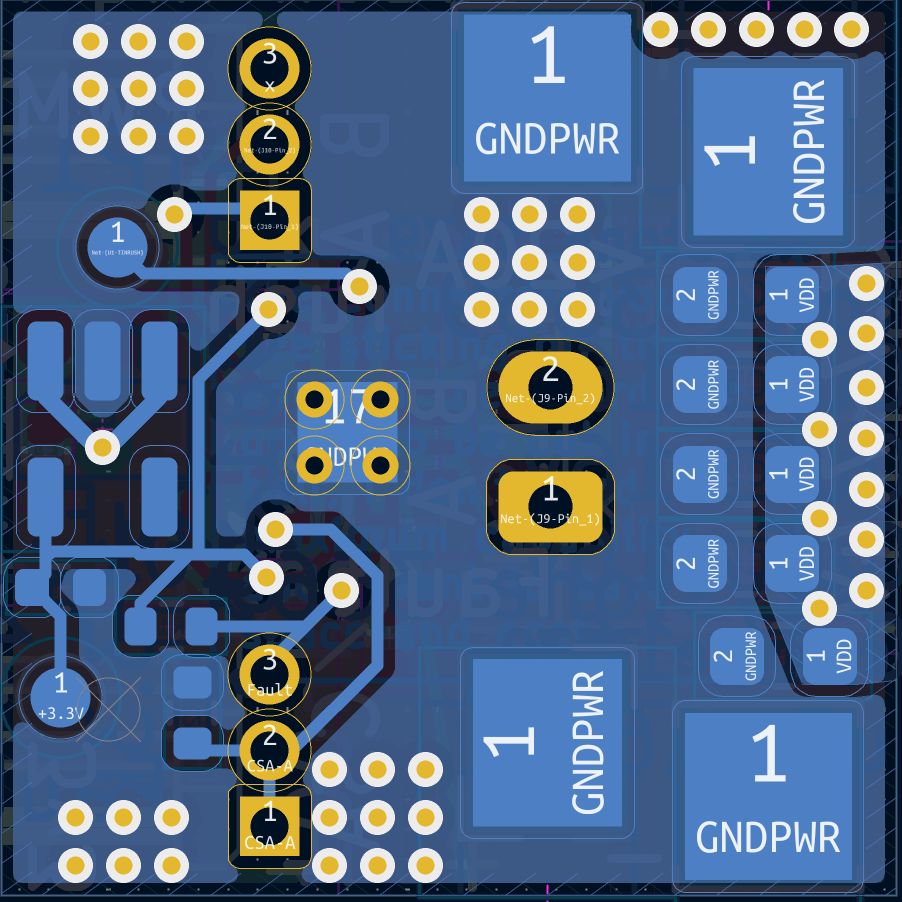 3
x
2
Net-(J10-Pin_2)
1
Net-(J10-Pin_1)
1
Net-(U1-TINRUSH)
1
GNDPWR
1
GNDPWR
2
GNDPWR
1
VDD
2
GNDPWR
1
VDD
2
GNDPWR
1
VDD
2
GNDPWR
1
VDD
2
GNDPWR
1
VDD
17
NDPW
2
Net-(J9-Pin_2)
1
Net-(J9-Pin_1)
1
+3.3V
3
Fault
2
CSA-A
1
CSA-A
1
GNDPWR
1
GNDPWR